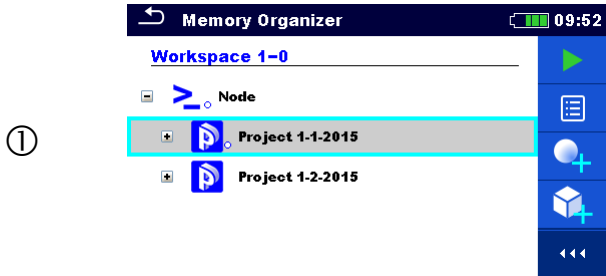 Memory Organizer 09:52
Workspace 1-0
Node
①
Project 1-1-2015
Project 1-2-2015